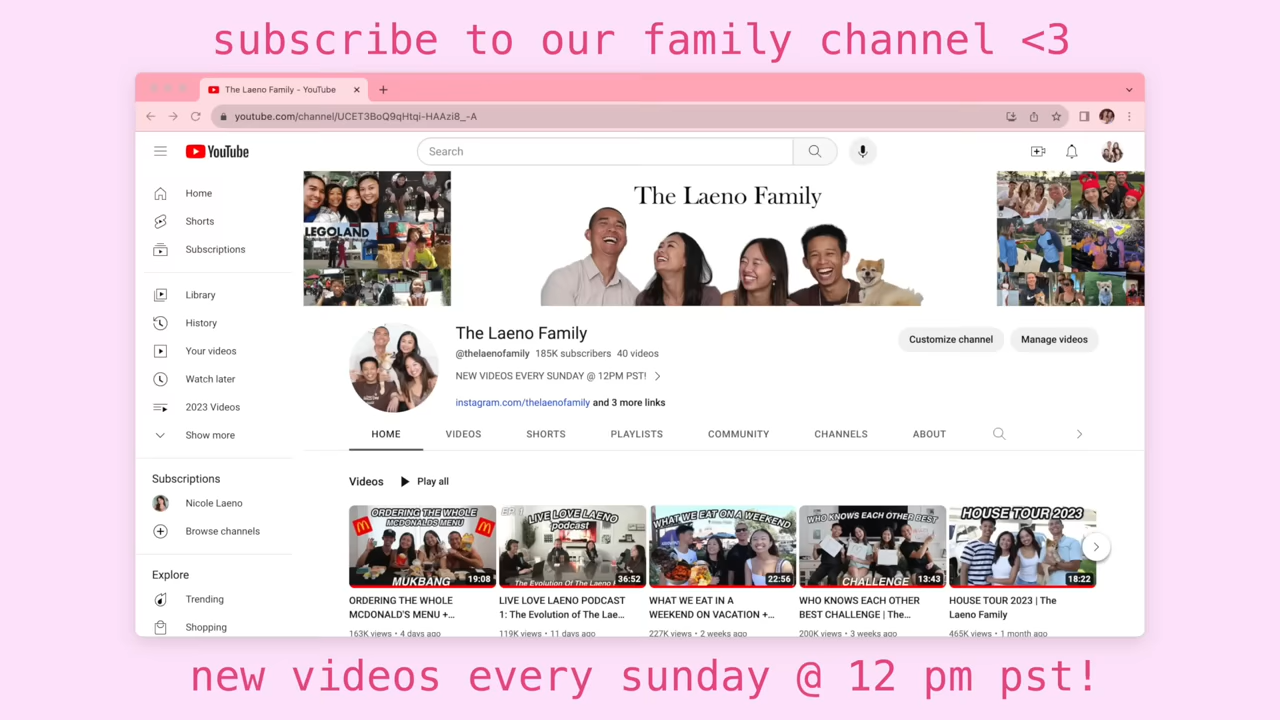 subscribe to our family channel <3
The Laeno Family - YouTube
youtube.com/channel/UCET3BoQ9qHtqi-HAAzi8_-A
YouTube
Search
Home
Shorts
Subscriptions
Library
History
Your videos
Watch later
2023 Videos
Show more
Subscriptions
Nicole Laeno
Browse channels
Explore
Trending
Shopping
LEGOLAND
The Laeno Family
The Laeno Family
@thelaenofamily 185K subscribers 40 videos
NEW VIDEOS EVERY SUNDAY @ 12PM PST!
instagram.com/thelaenofamily and 3 more links
Customize channel
Manage videos
HOME VIDEOS SHORTS PLAYLISTS COMMUNITY CHANNELS ABOUT
Videos Play all
ORDERING THE WHOLE
MCDONALDS MENU
MUKBANG
19:08
ORDERING THE WHOLE
MCDONALD'S MENU +...
163K views • 4 days ago
EP. 1
LIVE LOVE LAENO
podcast
The Evolution Of The Laeno
36:52
LIVE LOVE LAENO PODCAST
1: The Evolution of The Lae...
119K views • 11 days ago
WHAT WE EAT ON A WEEKEND
22:56
WHAT WE EAT IN A
WEEKEND ON VACATION +...
227K views • 2 weeks ago
WHO KNOWS EACH OTHER BEST
CHALLENGE
13:43
WHO KNOWS EACH OTHER
BEST CHALLENGE | The...
200K views • 3 weeks ago
HOUSE TOUR 2023
18:22
HOUSE TOUR 2023 | The
Laeno Family
465K views • 1 month ago
new videos every sunday @ 12 pm pst!